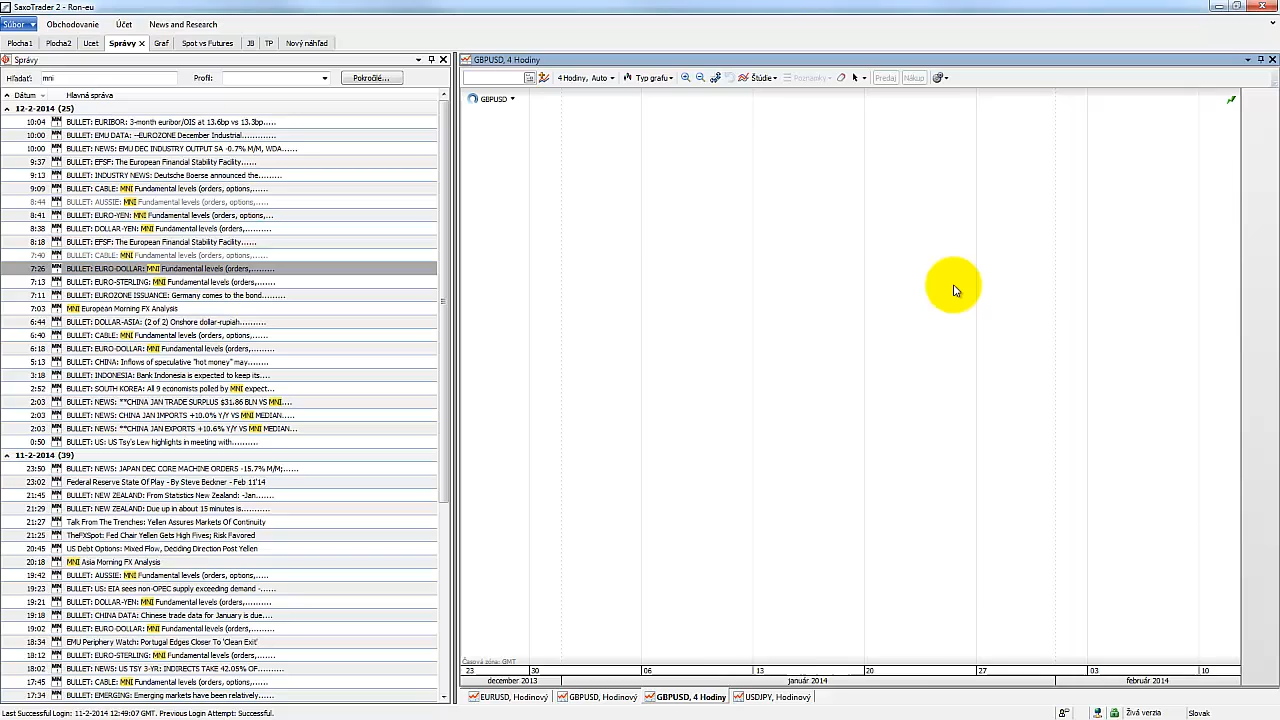 SaxoTrader 2 - Ron-eu
Súbor Obchodovanie Účet News and Research
Plocha1 Plocha2 Ucet Správy Graf Spot vs Futures JB TP Nový náhľad
Správy
Hľadať: mni Profil: Pokročilé...
Dátum Hlavná správa
12-2-2014 (25)
10:04 BULLET: EURIBOR: 3-month euribor/OIS at 13.6bp vs 13.3bp.....
10:00 BULLET: EMU DATA: --EUROZONE December Industrial.........
10:00 BULLET: NEWS: EMU DEC INDUSTRY OUTPUT SA -0.7% M/M, WDA......
9:37 BULLET: EFSF: The European Financial Stability Facility......
9:13 BULLET: INDUSTRY NEWS: Deutsche Boerse announced the.........
9:09 BULLET: CABLE: MNI Fundamental levels (orders, options,......
8:44 BULLET: AUSSIE: MNI Fundamental levels (orders, options,.....
8:41 BULLET: EURO-YEN: MNI Fundamental levels (orders, options,...
8:38 BULLET: DOLLAR-YEN: MNI Fundamental levels (orders,..........
8:18 BULLET: EFSF: The European Financial Stability Facility......
7:40 BULLET: CABLE: MNI Fundamental levels (orders, options,......
7:26 BULLET: EURO-DOLLAR: MNI Fundamental levels (orders,.........
7:13 BULLET: EURO-STERLING: MNI Fundamental levels (orders,.......
7:11 BULLET: EUROZONE ISSUANCE: Germany comes to the bond.........
7:03 MNI European Morning FX Analysis
6:44 BULLET: DOLLAR-ASIA: (2 of 2) Onshore dollar-rupiah..........
6:40 BULLET: CABLE: MNI Fundamental levels (orders, options,......
6:18 BULLET: EURO-DOLLAR: MNI Fundamental levels (orders,.........
5:13 BULLET: CHINA: Inflows of speculative "hot money" may........
3:18 BULLET: INDONESIA: Bank Indonesia is expected to keep its....
2:52 BULLET: SOUTH KOREA: All 9 economists polled by MNI expect...
2:03 BULLET: NEWS: **CHINA JAN TRADE SURPLUS $31.86 BLN VS MNI....
2:03 BULLET: NEWS: CHINA JAN IMPORTS +10.0% Y/Y VS MNI MEDIAN.....
2:03 BULLET: NEWS: **CHINA JAN EXPORTS +10.6% Y/Y VS MNI MEDIAN...
0:50 BULLET: US: US Tsy's Lew highlights in meeting with..........
11-2-2014 (39)
23:50 BULLET: NEWS: JAPAN DEC CORE MACHINE ORDERS -15.7% M/M;......
23:02 Federal Reserve State Of Play - By Steve Beckner - Feb 11'14
21:45 BULLET: NEW ZEALAND: From Statistics New Zealand: -Jan.......
21:29 BULLET: NEW ZEALAND: Due up in about 15 minutes is...........
21:27 Talk From The Trenches: Yellen Assures Markets Of Continuity
21:25 TheFXSpot: Fed Chair Yellen Gets High Fives; Risk Favored
20:45 US Debt Options: Mixed Flow, Deciding Direction Post Yellen
20:18 MNI Asia Morning FX Analysis
19:42 BULLET: AUSSIE: MNI Fundamental levels (orders, options,.....
19:23 BULLET: US: EIA sees non-OPEC supply exceeding demand -......
19:21 BULLET: DOLLAR-YEN: MNI Fundamental levels (orders,..........
19:18 BULLET: CHINA DATA: Chinese trade data for January is due....
19:02 BULLET: EURO-DOLLAR: MNI Fundamental levels (orders,.........
18:34 EMU Periphery Watch: Portugal Edges Closer To 'Clean Exit'
18:12 BULLET: EURO-STERLING: MNI Fundamental levels (orders,.......
18:02 BULLET: NEWS: US TSY 3-YR: INDIRECTS TAKE 42.05% OF.........
17:45 BULLET: CABLE: MNI Fundamental levels (orders, options,......
17:34 BULLET: EMERGING: Emerging markets have been relatively......
GBPUSD, 4 Hodiny
4 Hodiny, Auto Typ grafu Štúdie Poznámky Predaj Nákup
GBPUSD
Časová zóna: GMT
23 30 06 13 20 27 03 10
december 2013 január 2014 február 2014
EURUSD, Hodinový GBPUSD, Hodinový GBPUSD, 4 Hodiny USDJPY, Hodinový
Last Successful Login: 11-2-2014 12:49:07 GMT. Previous Login Attempt: Successful. Živá verzia Slovak